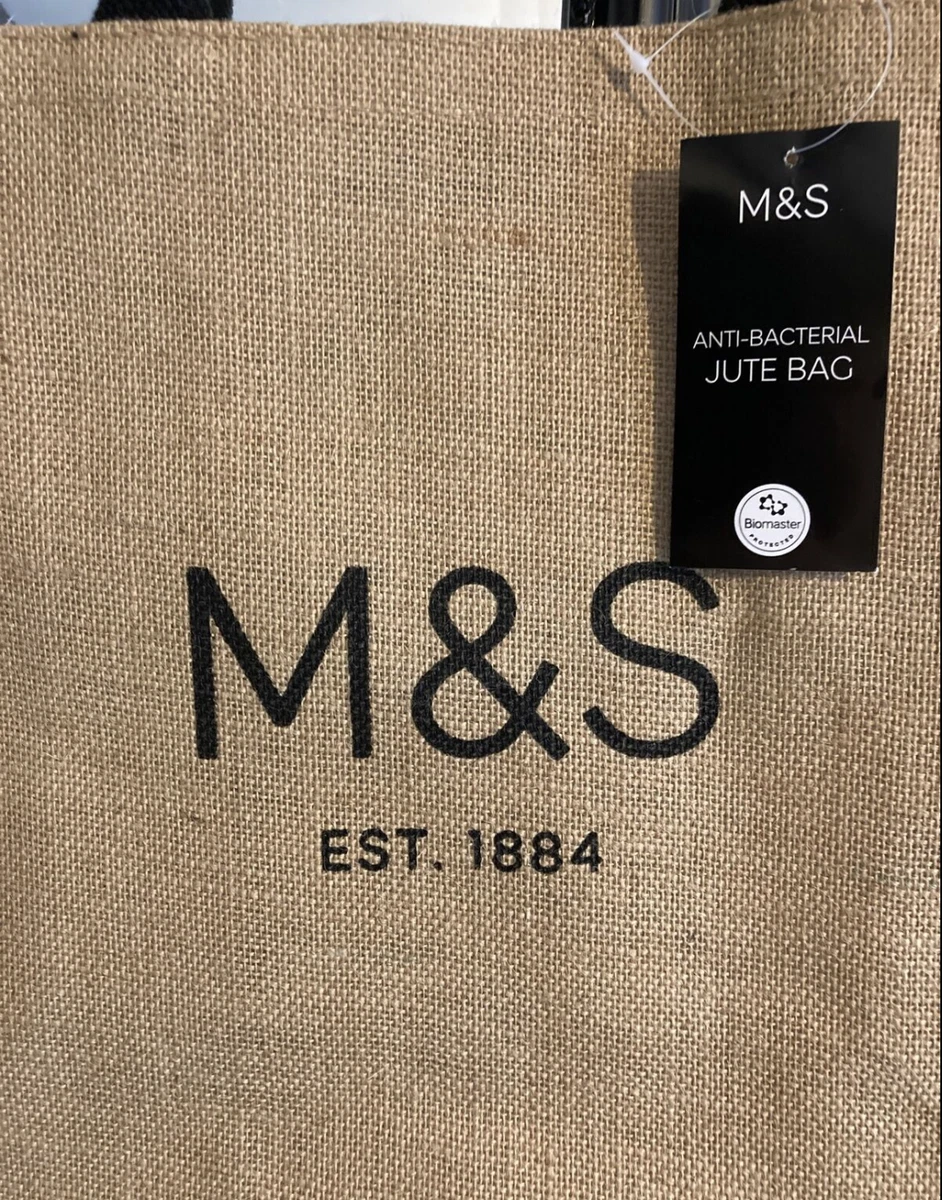 M&S
ANTI-BACTERIAL
JUTE BAG
Biomaster
PROTECTED
M&S
EST. 1884